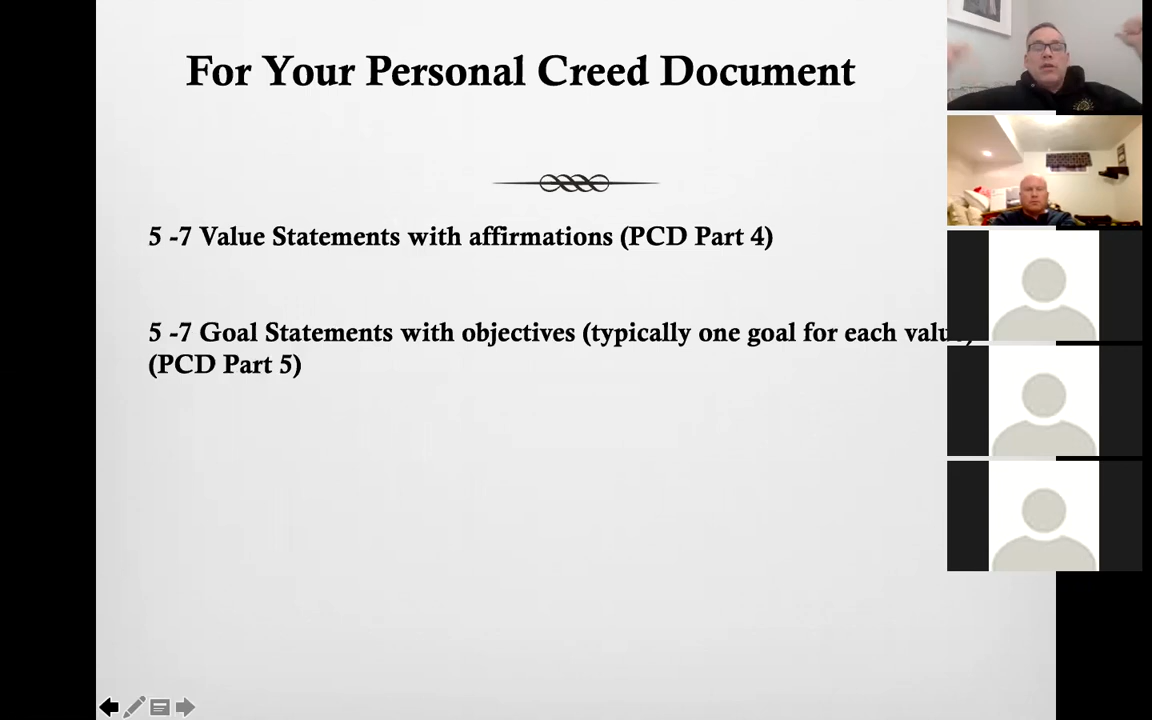 For Your Personal Creed Document
5 -7 Value Statements with affirmations (PCD Part 4)
5 -7 Goal Statements with objectives (typically one goal for each value)
(PCD Part 5)